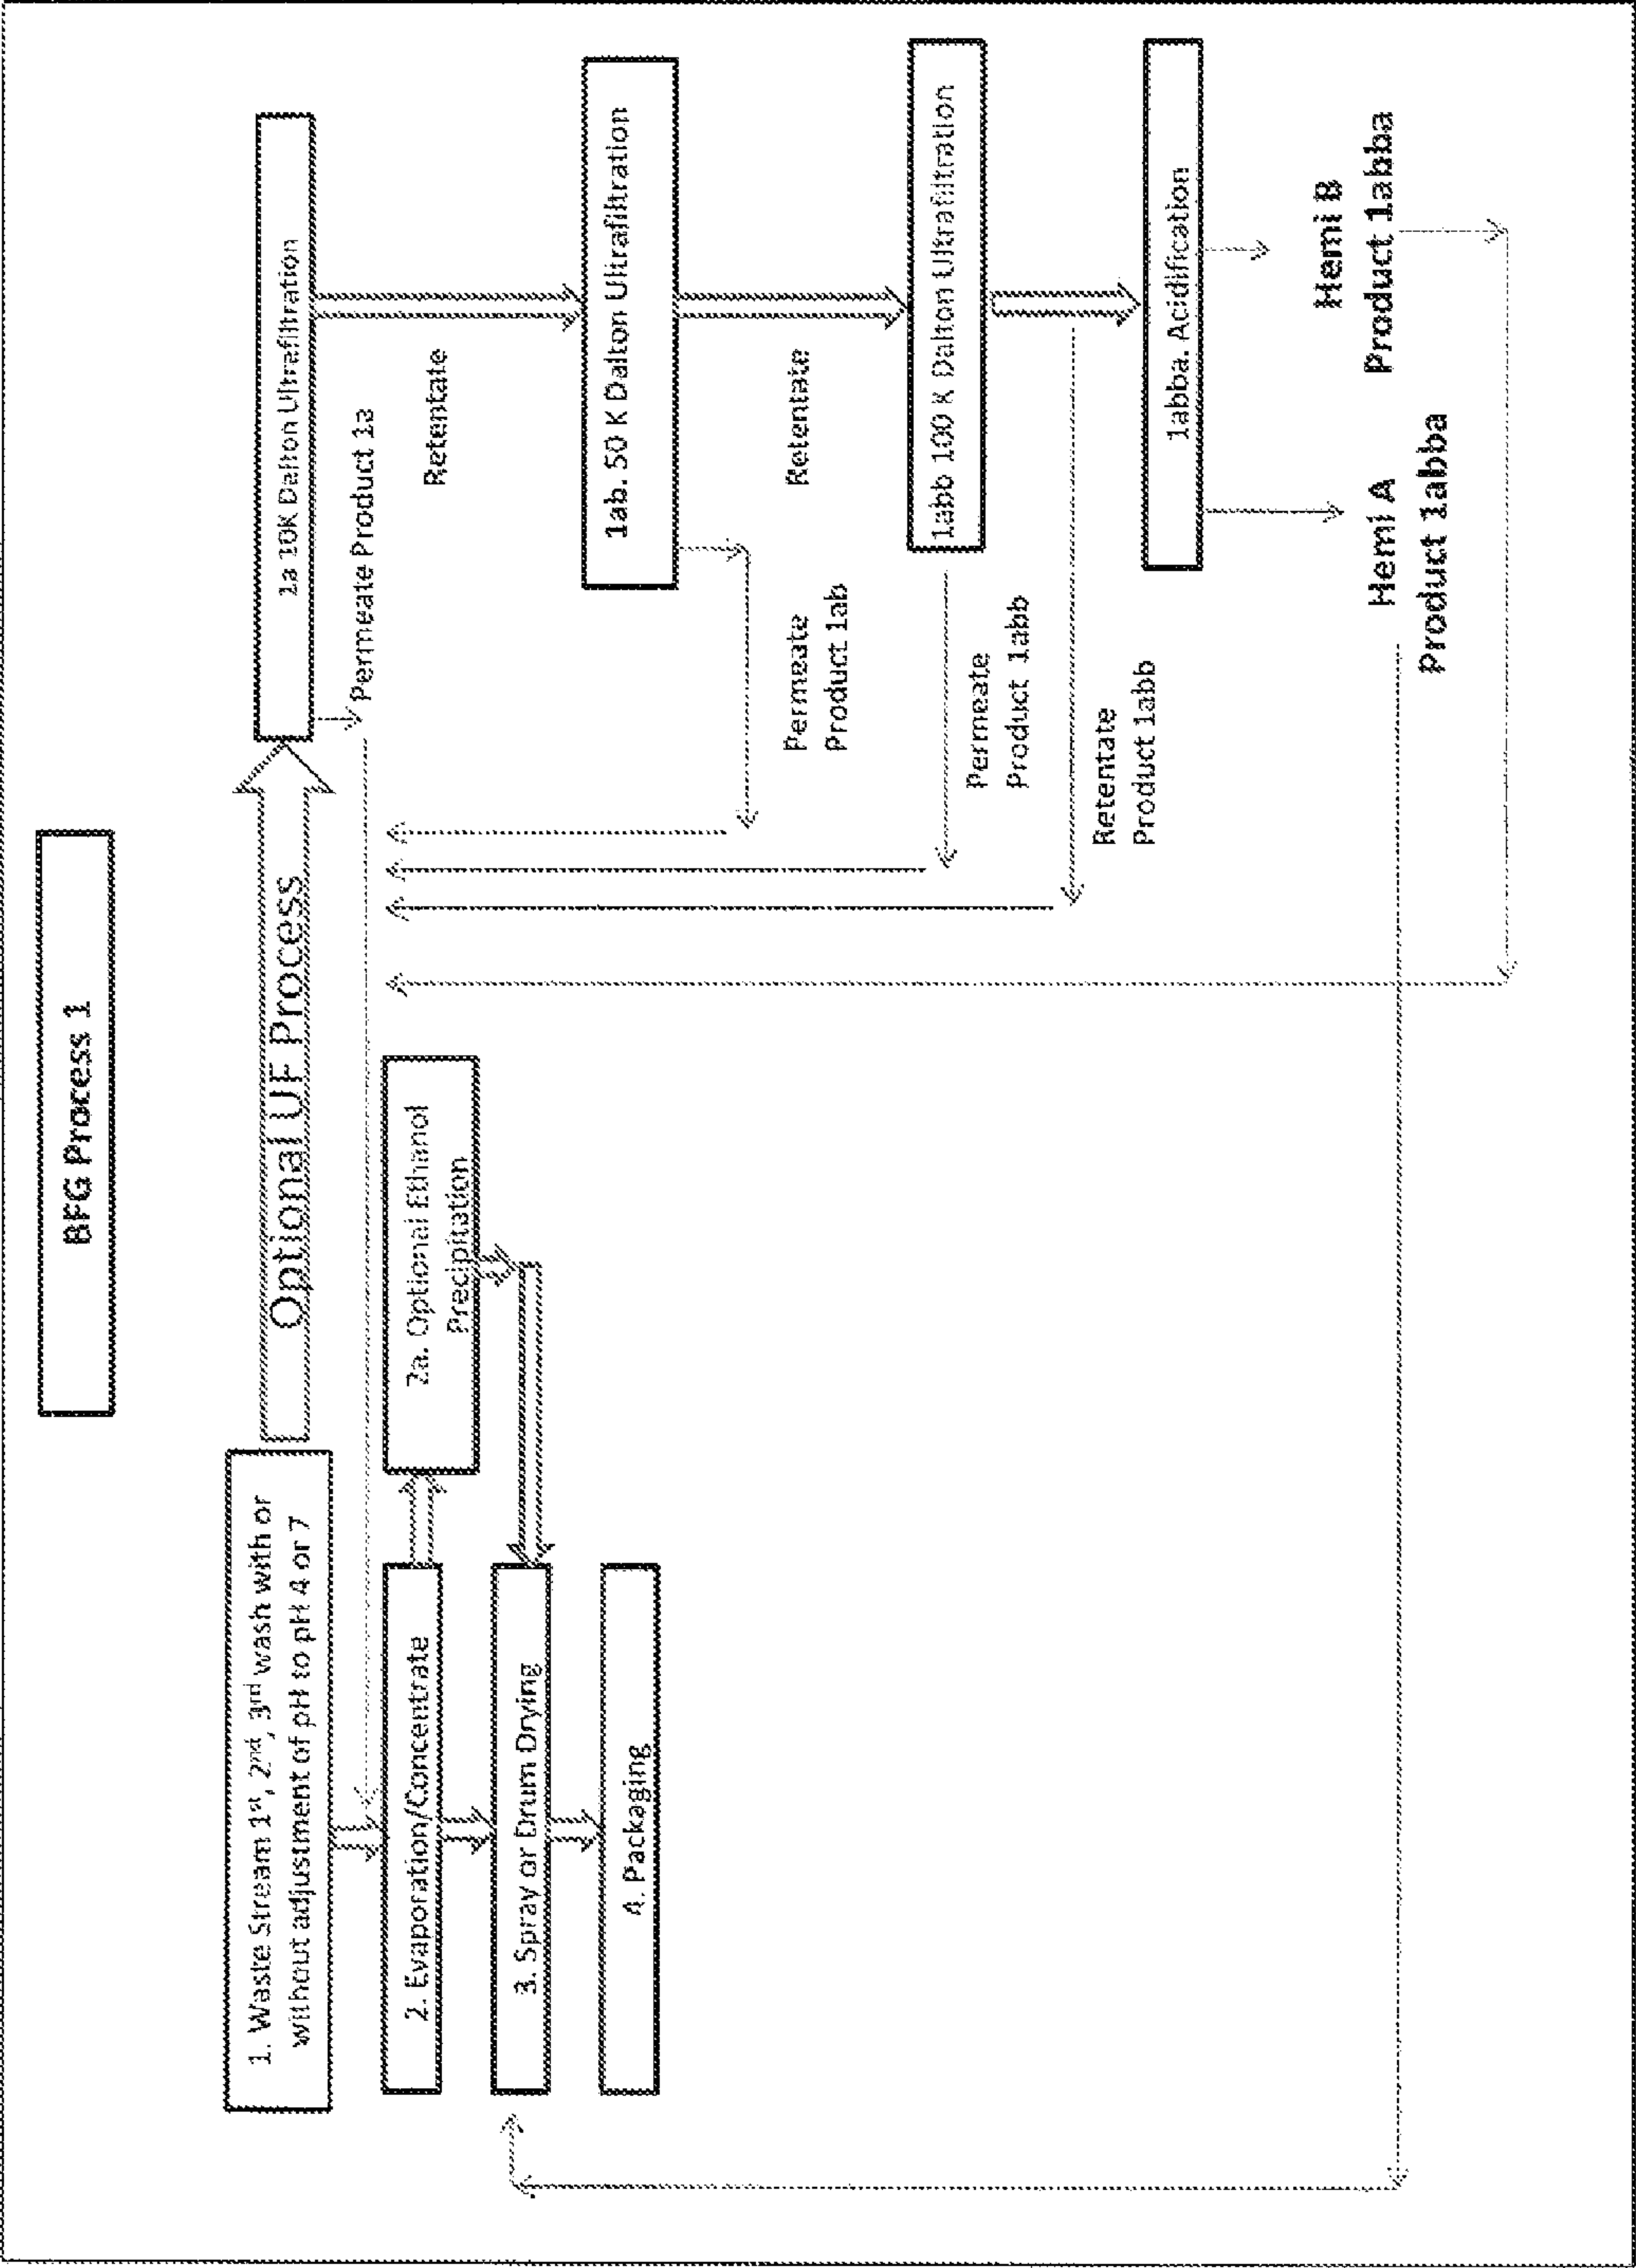 BFG Process 1
1. Waste Stream 1st, 2nd, 3rd wash with or
without adjustment of pH to pH 4 or 7
Optional UF Process
1a 10K Dalton Ultrafiltration
Permeate Product 1a
Retentate
2. Evaporation/Concentrate
2a. Optional Ethanol
Precipitation
3. Spray or Drum Drying
4. Packaging
1ab. 50 K Dalton Ultrafiltration
Permeate
Product 1ab
Retentate
1abb 100 K Dalton Ultrafiltration
Permeate
Product 1abb
Retentate
Product 1abb
1abba. Acidification
Hemi A
Product 1abba
Hemi B
Product 1abba